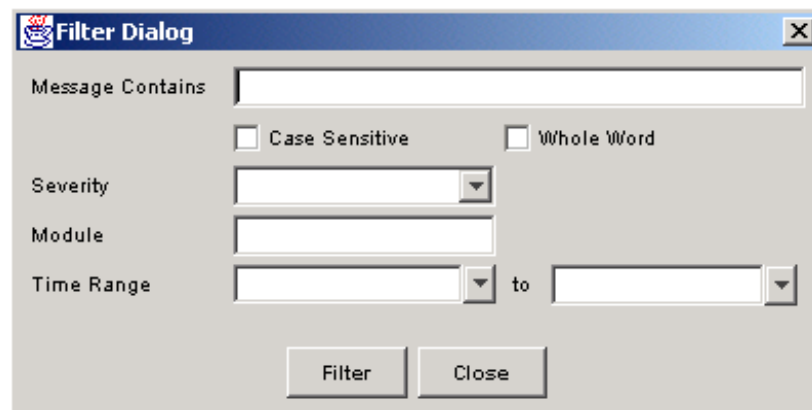 Filter Dialog
Message Contains
Case Sensitive Whole Word
Severity
Module
Time Range to
Filter Close